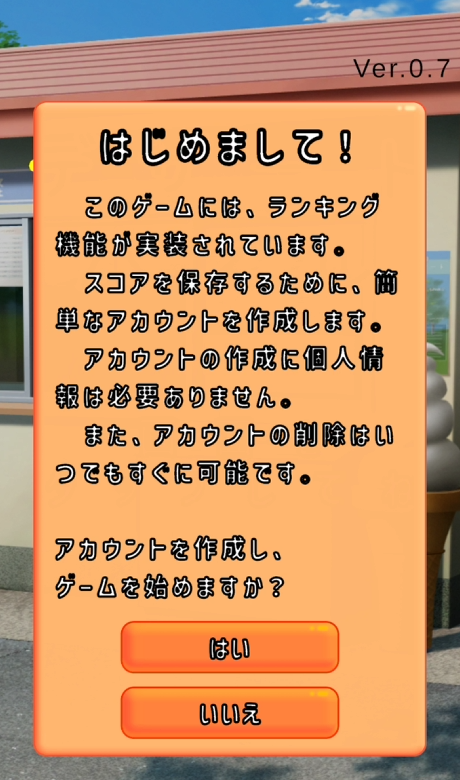 Ver.0.7
はじめまして！
このゲームには、ランキング
機能が実装されています。
スコアを保存するために、簡
単なアカウントを作成します。
アカウントの作成に個人情
報は必要ありません。
また、アカウントの削除はい
つでもすぐに可能です。
アカウントを作成し、
ゲームを始めますか？
はい
いいえ